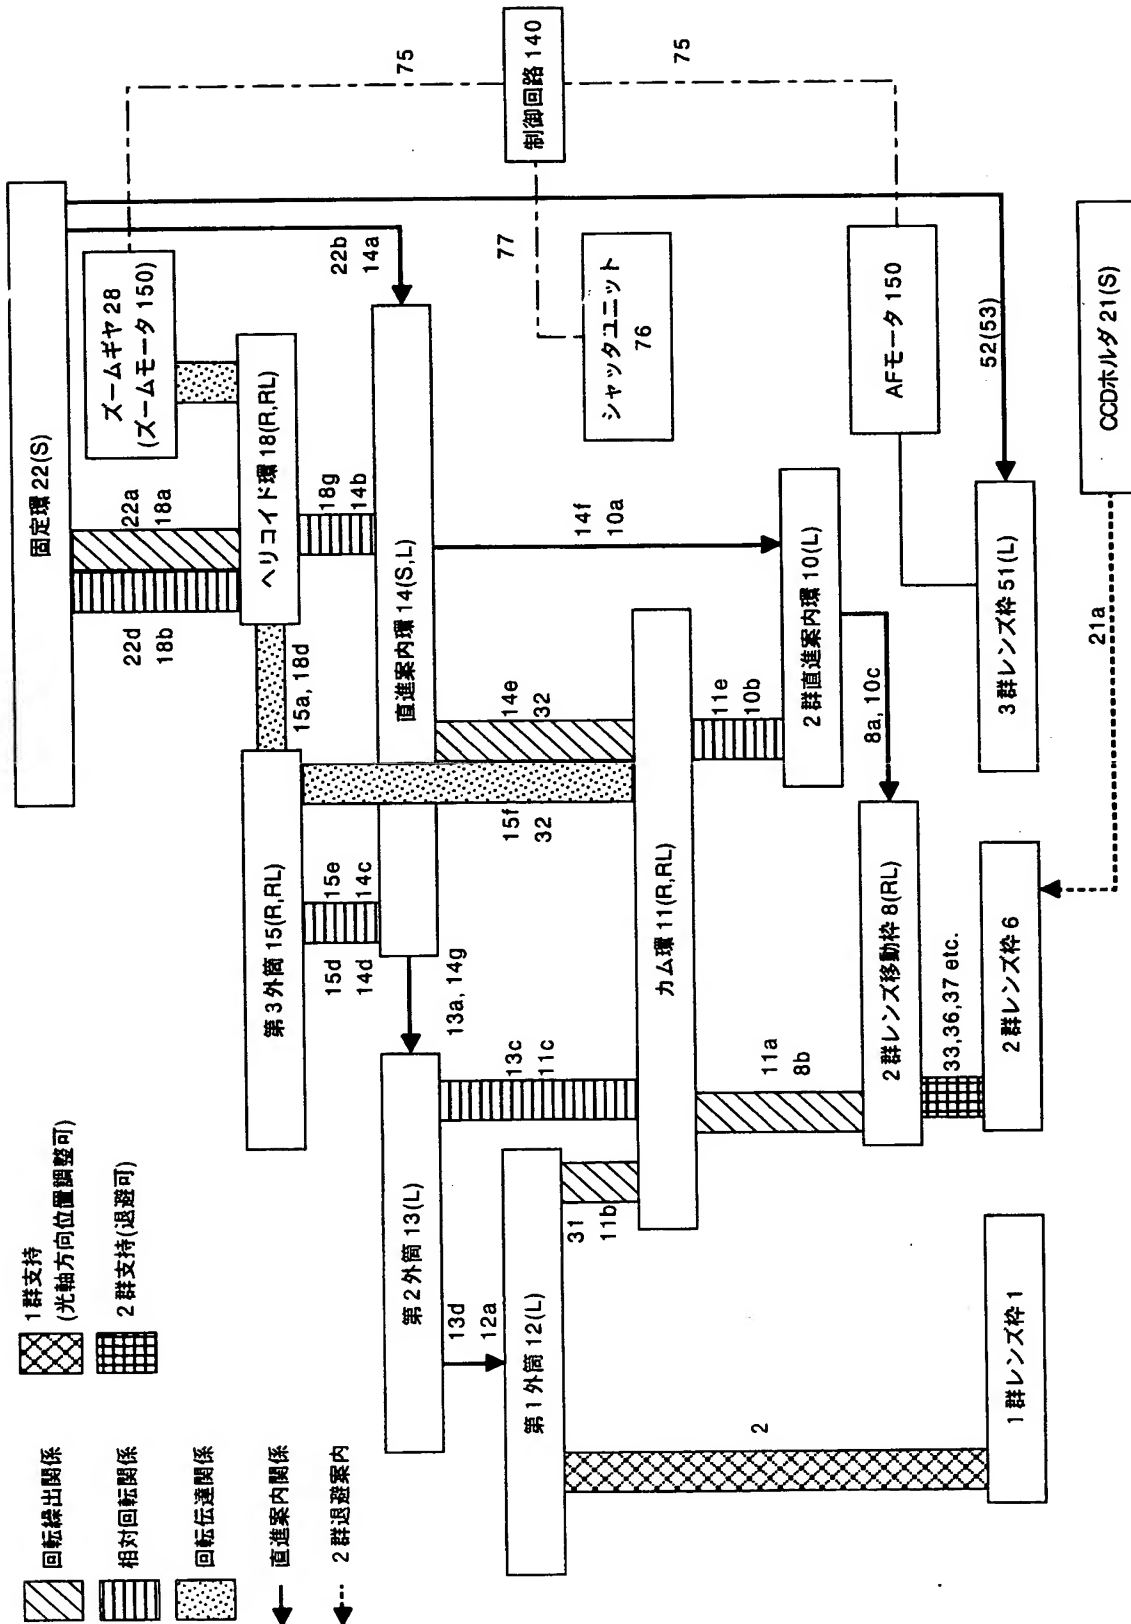 回転繰出関係
相対回転関係
回転伝達関係
直進案内関係
2群退避案内
1群支持
(光軸方向位置調整可)
2群支持(退避可)
固定環 22(S)
22a
18a
22d
18b
ズームギヤ 28
(ズームモータ 150)
75
制御回路 140
75
ヘリコイド環 18(R,RL)
15a, 18d
第3外筒 15(R,RL)
18g
14b
22b
14a
15e
14c
15d
14d
直進案内環 14(S,L)
13a, 14g
第2外筒 13(L)
77
シャッタユニット
76
14f
10a
14e
32
15f
32
13c
11c
13d
12a
第1外筒 12(L)
31
11b
カム環 11(R,RL)
11e
10b
2群直進案内環 10(L)
8a, 10c
11a
8b
2群レンズ移動枠 8(RL)
33,36,37 etc.
2群レンズ枠 6
AFモータ 150
52(53)
3群レンズ枠 51(L)
21a
CCDホルダ 21(S)
2
1群レンズ枠 1